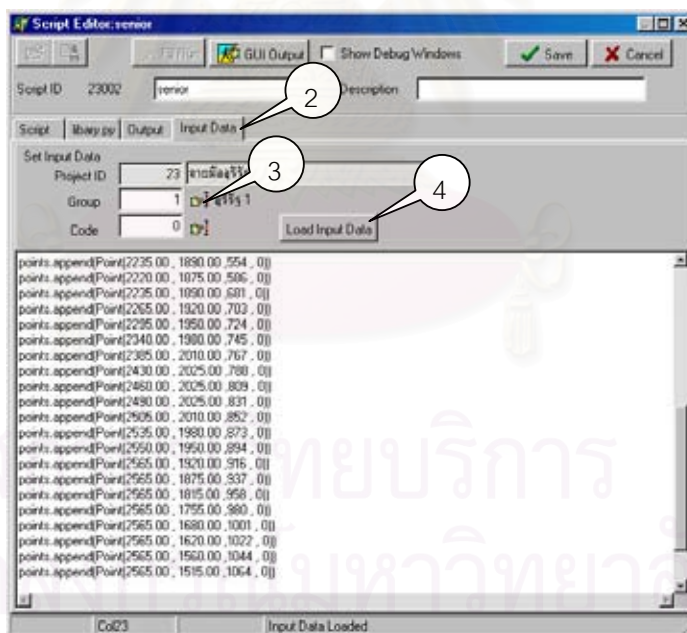 Script Editor:senior
GUI Output Show Debug Windows Save Cancel
Script ID 23002 senior Description
2
Script libary.py Output Input Data
Set Input Data
3
Project ID 23
4
Group 1 สุริรัฐ 1
Code 0 Load Input Data
points.append(Point(2235.00 , 1890.00 ,554 , 0))
points.append(Point(2220.00 , 1875.00 ,586 , 0))
points.append(Point(2235.00 , 1890.00 ,681 , 0))
points.append(Point(2265.00 , 1920.00 ,703 , 0))
points.append(Point(2295.00 , 1950.00 ,724 , 0))
points.append(Point(2340.00 , 1980.00 ,745 , 0))
points.append(Point(2385.00 , 2010.00 ,767 , 0))
points.append(Point(2430.00 , 2025.00 ,788 , 0))
points.append(Point(2460.00 , 2025.00 ,809 , 0))
points.append(Point(2490.00 , 2025.00 ,831 , 0))
points.append(Point(2505.00 , 2010.00 ,852 , 0))
points.append(Point(2535.00 , 1980.00 ,873 , 0))
points.append(Point(2550.00 , 1950.00 ,894 , 0))
points.append(Point(2565.00 , 1920.00 ,916 , 0))
points.append(Point(2565.00 , 1875.00 ,937 , 0))
points.append(Point(2565.00 , 1815.00 ,958 , 0))
points.append(Point(2565.00 , 1755.00 ,980 , 0))
points.append(Point(2565.00 , 1680.00 ,1001 , 0))
points.append(Point(2565.00 , 1620.00 ,1022 , 0))
points.append(Point(2565.00 , 1560.00 ,1044 , 0))
points.append(Point(2565.00 , 1515.00 ,1064 , 0))
Col23 Input Data Loaded